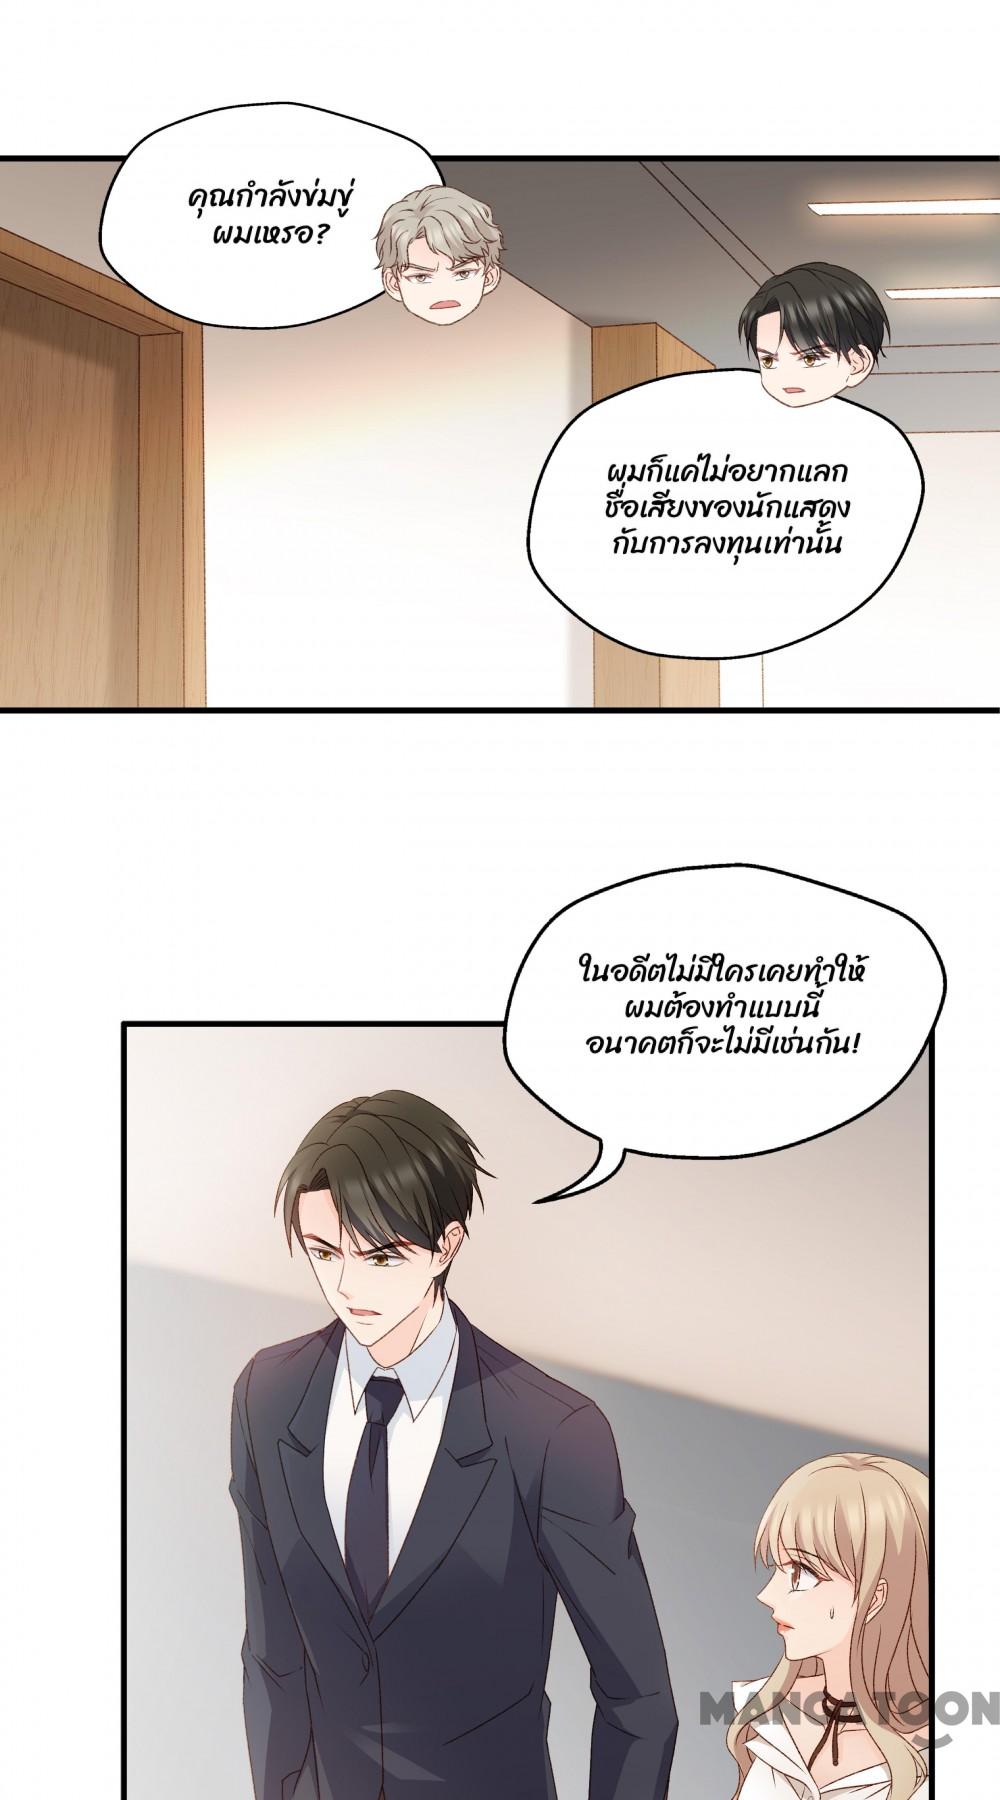 คุณกำลังข่มขู่
ผมเหรอ?
ผมก็แค่ไม่อยากแลก
ชื่อเสียงของนักแสดง
กับการลงทุนเท่านั้น
ในอดีตไม่มีใครเคยทำให้
ผมต้องทำแบบนี้
อนาคตก็จะไม่มีเช่นกัน!
MANGATOON